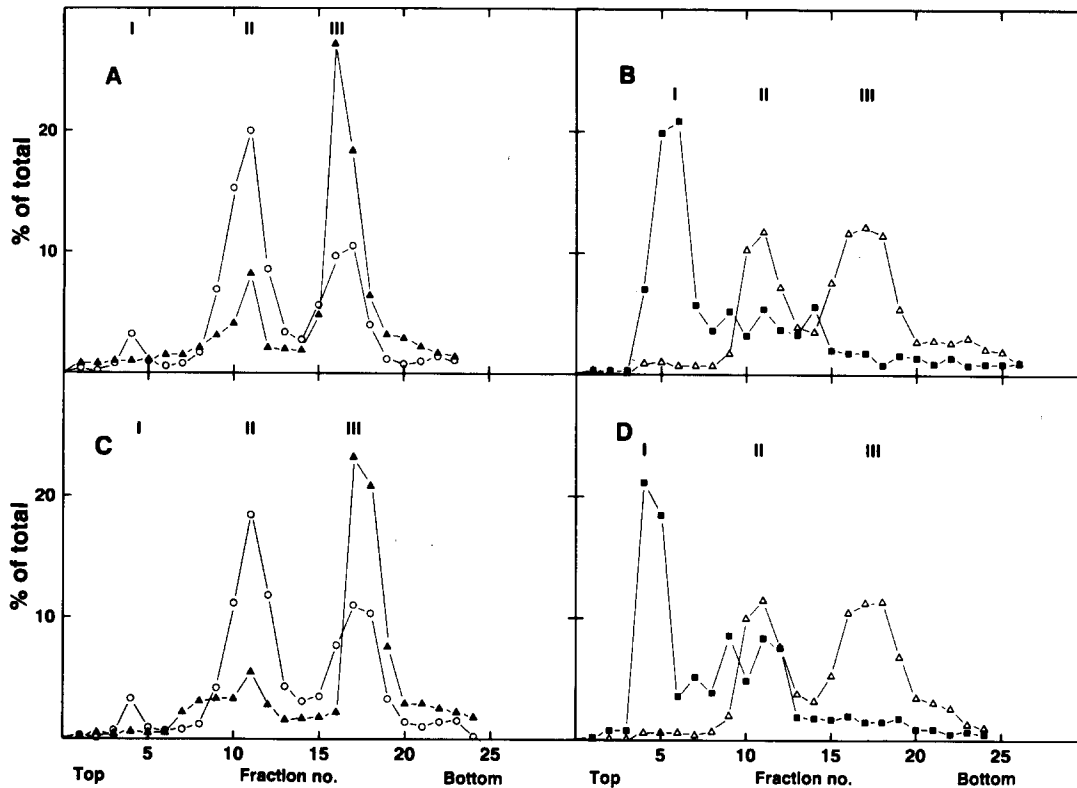 I II III
A
% of total
20
10
I II III
B
I II III
C
% of total
20
10
5 10 15 20 25
Top Fraction no. Bottom
I II III
D
5 10 15 20 25
Top Fraction no. Bottom